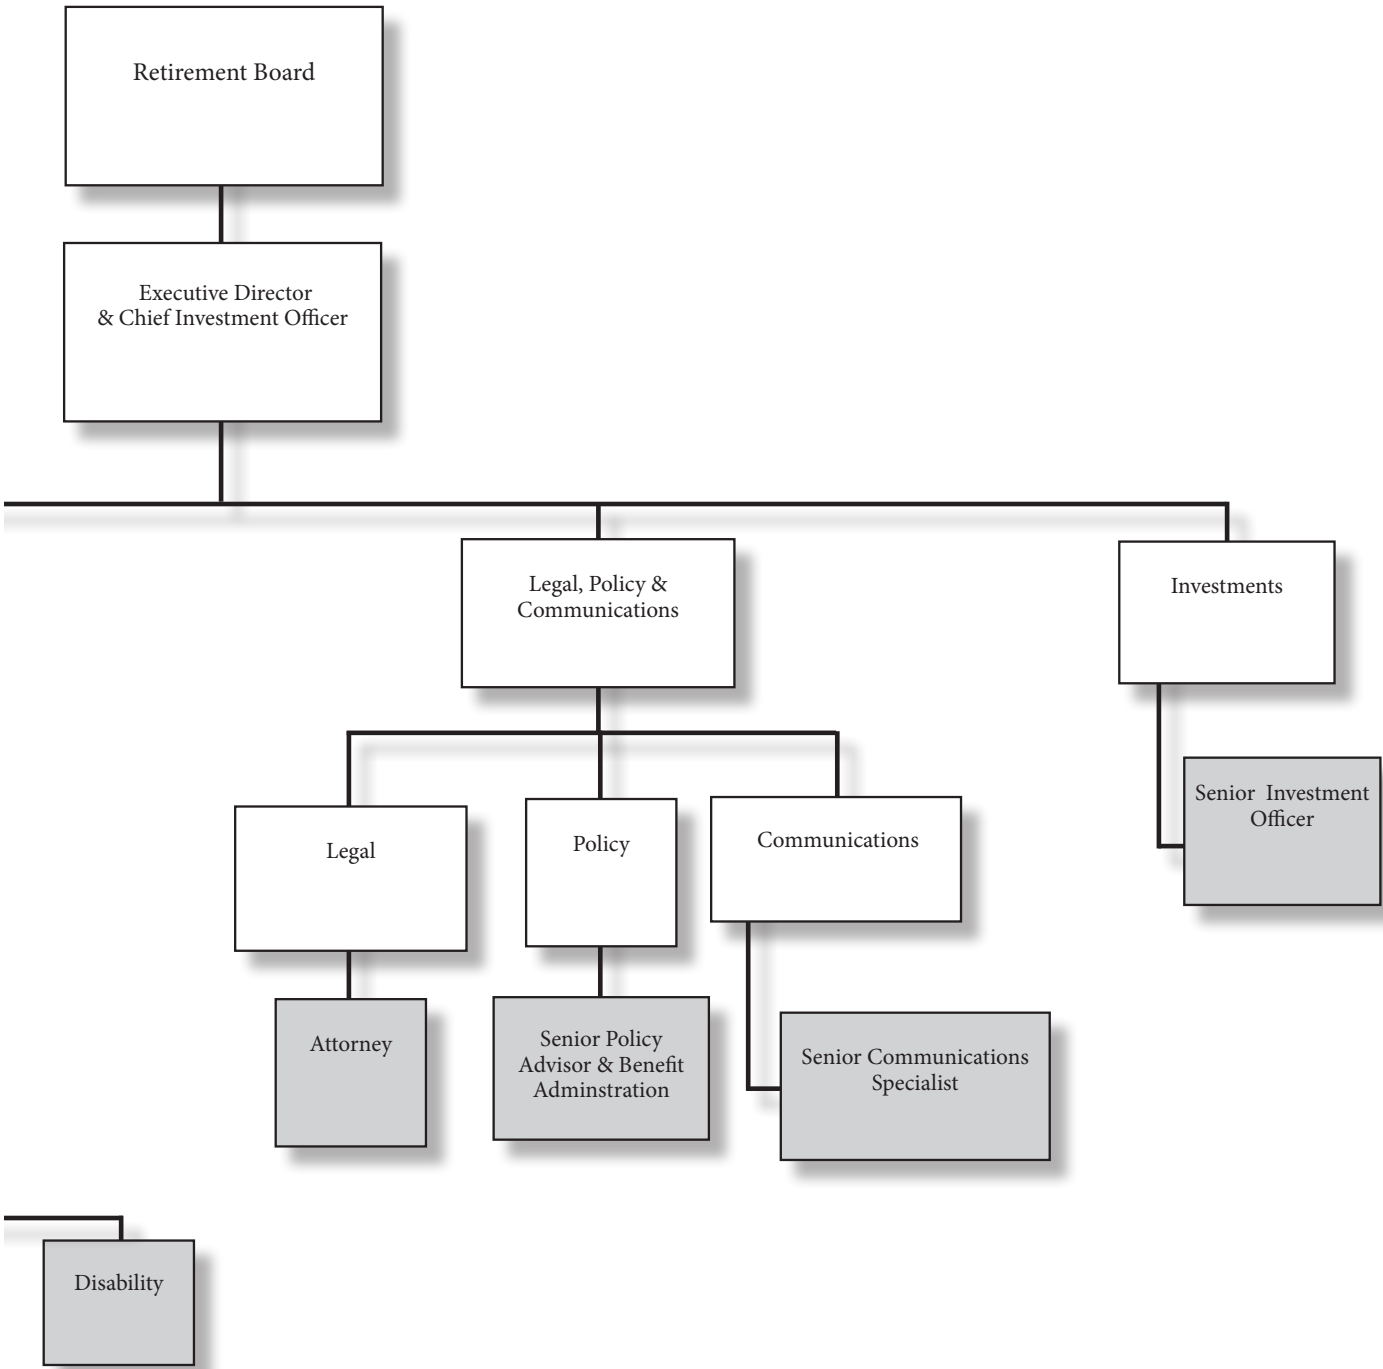 Retirement Board
Executive Director
& Chief Investment Officer
Legal, Policy &
Communications
Investments
Legal
Policy
Communications
Senior Investment
Officer
Attorney
Senior Policy
Advisor & Benefit
Adminstration
Senior Communications
Specialist
Disability